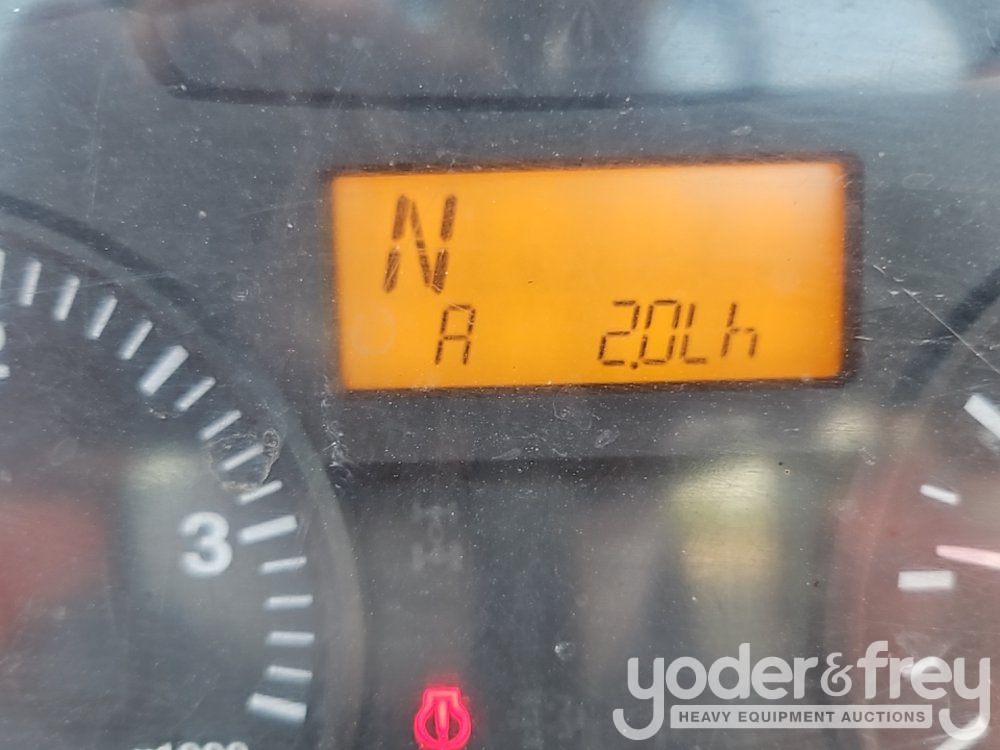 N
A 2.0Lh
3
yoder&frey
HEAVY EQUIPMENT AUCTIONS